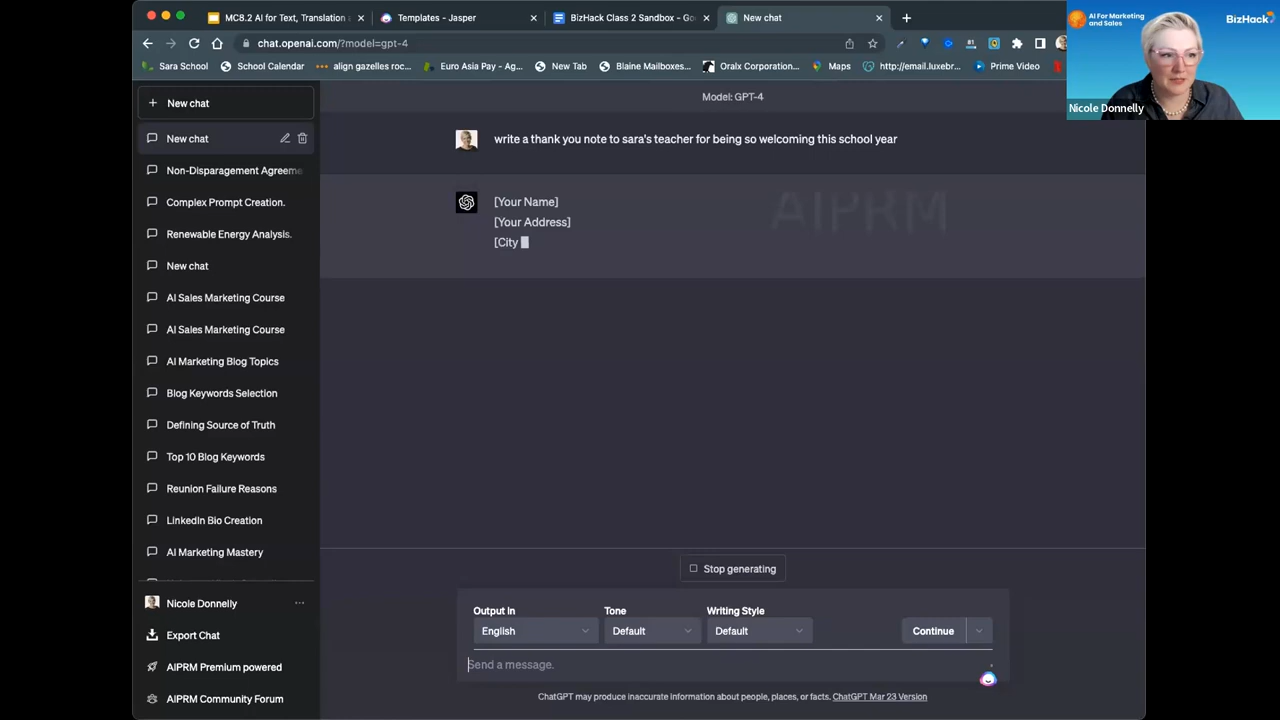 MC8.2 AI for Text, Translation a
Templates - Jasper
BizHack Class 2 Sandbox - Go
New chat
AI For Marketing
and Sales
BizHack
chat.openai.com/?model=gpt-4
Sara School
School Calendar
align gazelles roc...
Euro Asia Pay - Ag...
New Tab
Blaine Mailboxes...
Oralx Corporation...
Maps
http://email.luxebr...
Prime Video
Nicole Donnelly
New chat
Model: GPT-4
New chat
write a thank you note to sara's teacher for being so welcoming this school year
Non-Disparagement Agreeme
Complex Prompt Creation.
[Your Name]
AIPRM
[Your Address]
Renewable Energy Analysis.
[City
New chat
AI Sales Marketing Course
AI Sales Marketing Course
AI Marketing Blog Topics
Blog Keywords Selection
Defining Source of Truth
Top 10 Blog Keywords
Reunion Failure Reasons
LinkedIn Bio Creation
AI Marketing Mastery
Stop generating
Nicole Donnelly
Output in
Tone
Writing Style
English
Default
Default
Continue
Export Chat
AIPRM Premium powered
Send a message.
AIPRM Community Forum
ChatGPT may produce inaccurate information about people, places, or facts. ChatGPT Mar 23 Version